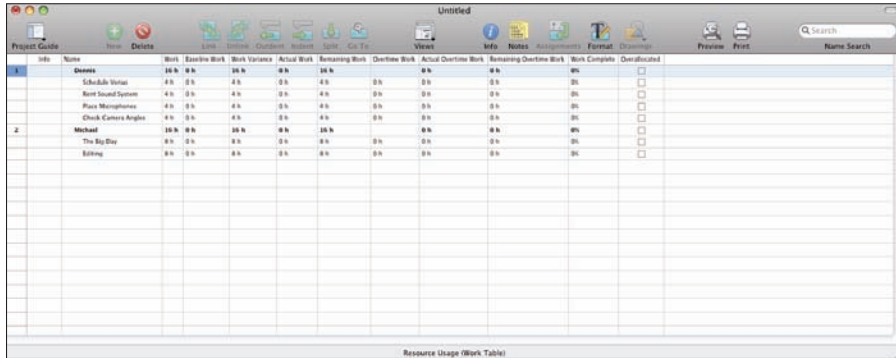 Untitled
Project Guide New Delete Link Unlink Outdent Indent Split Go To Views Info Notes Assignments Format Drawings Preview Print Search Name Search
Info Name Work Baseline Work Work Variance Actual Work Remaining Work Overtime Work Actual Overtime Work Remaining Overtime Work Work Complete Overallocated
1 Dennis 16 h 0 h 16 h 0 h 16 h 0 h 0 h 0%
Schedule Venue 4 h 0 h 4 h 0 h 4 h 0 h 0 h 0 h 0%
Rent Sound System 4 h 0 h 4 h 0 h 4 h 0 h 0 h 0 h 0%
Place Microphones 4 h 0 h 4 h 0 h 4 h 0 h 0 h 0 h 0%
Check Camera Angles 4 h 0 h 4 h 0 h 4 h 0 h 0 h 0 h 0%
2 Michael 16 h 0 h 16 h 0 h 16 h 0 h 0 h 0%
The Big Day 8 h 0 h 8 h 0 h 8 h 0 h 0 h 0 h 0%
Editing 8 h 0 h 8 h 0 h 8 h 0 h 0 h 0 h 0%
Resource Usage (Work Table)